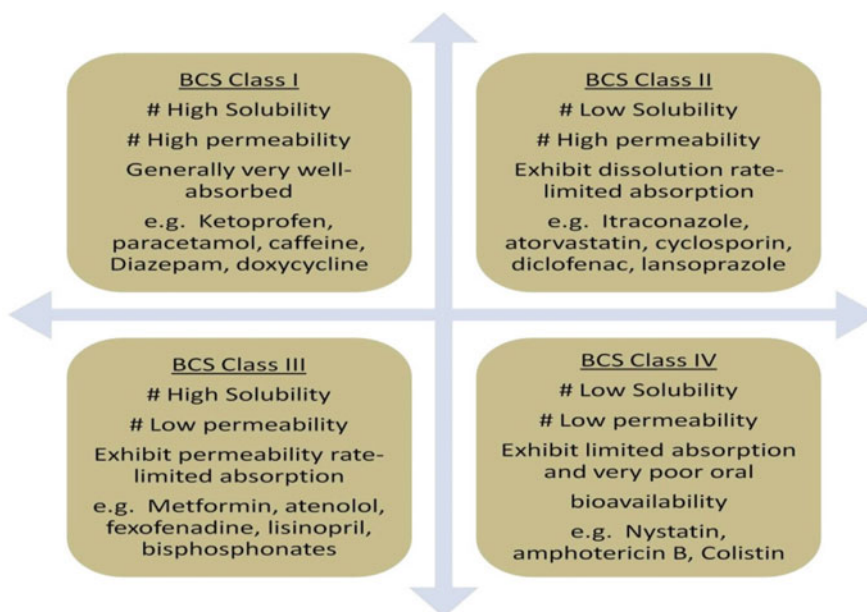 BCS Class I
# High Solubility
# High permeability
Generally very well-
absorbed
e.g. Ketoprofen,
paracetamol, caffeine,
Diazepam, doxycycline
BCS Class II
# Low Solubility
# High permeability
Exhibit dissolution rate-
limited absorption
e.g. Itraconazole,
atorvastatin, cyclosporin,
diclofenac, lansoprazole
BCS Class III
# High Solubility
# Low permeability
Exhibit permeability rate-
limited absorption
e.g. Metformin, atenolol,
fexofenadine, lisinopril,
bisphosphonates
BCS Class IV
# Low Solubility
# Low permeability
Exhibit limited absorption
and very poor oral
bioavailability
e.g. Nystatin,
amphotericin B, Colistin